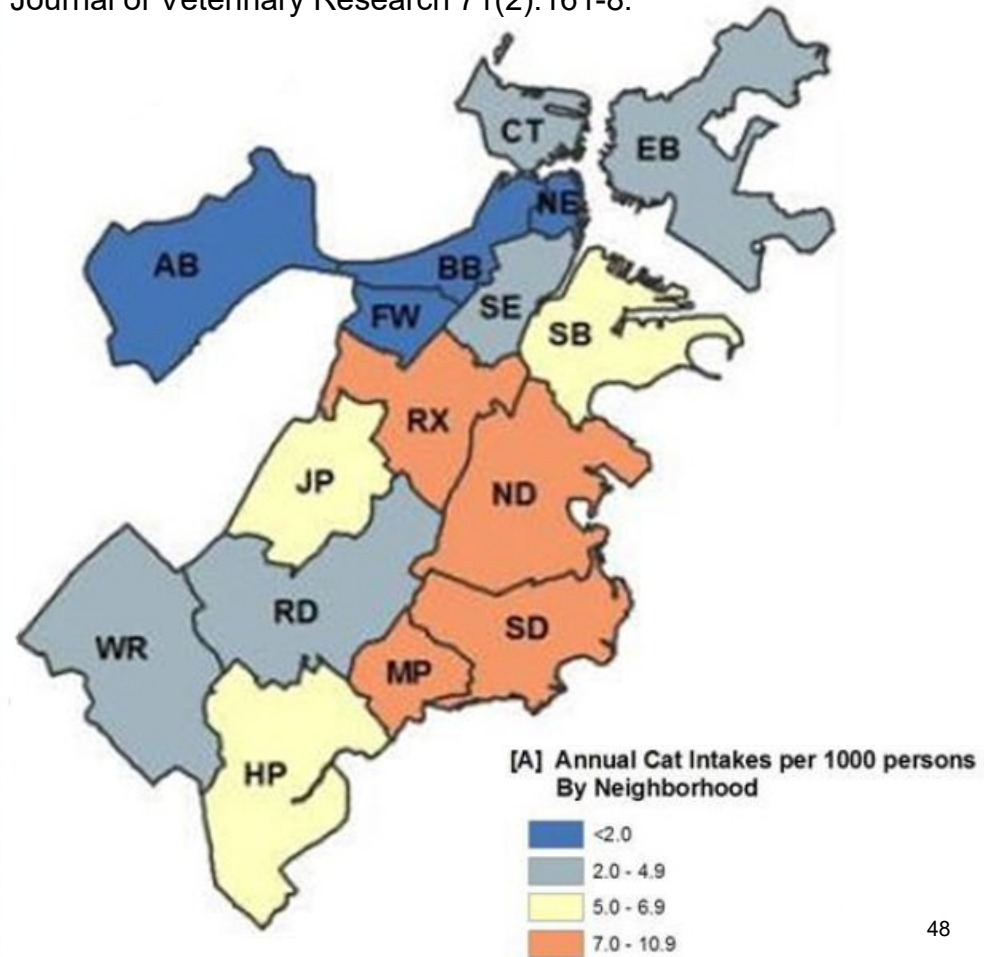 Journal of Veterinary Research 71(2):161-8.
CT
EB
NE
AB
BB
SE
FW
SB
RX
JP
ND
RD
SD
WR
MP
HP
[A] Annual Cat Intakes per 1000 persons
By Neighborhood
<2.0
2.0 - 4.9
5.0 - 6.9
7.0 - 10.9
48